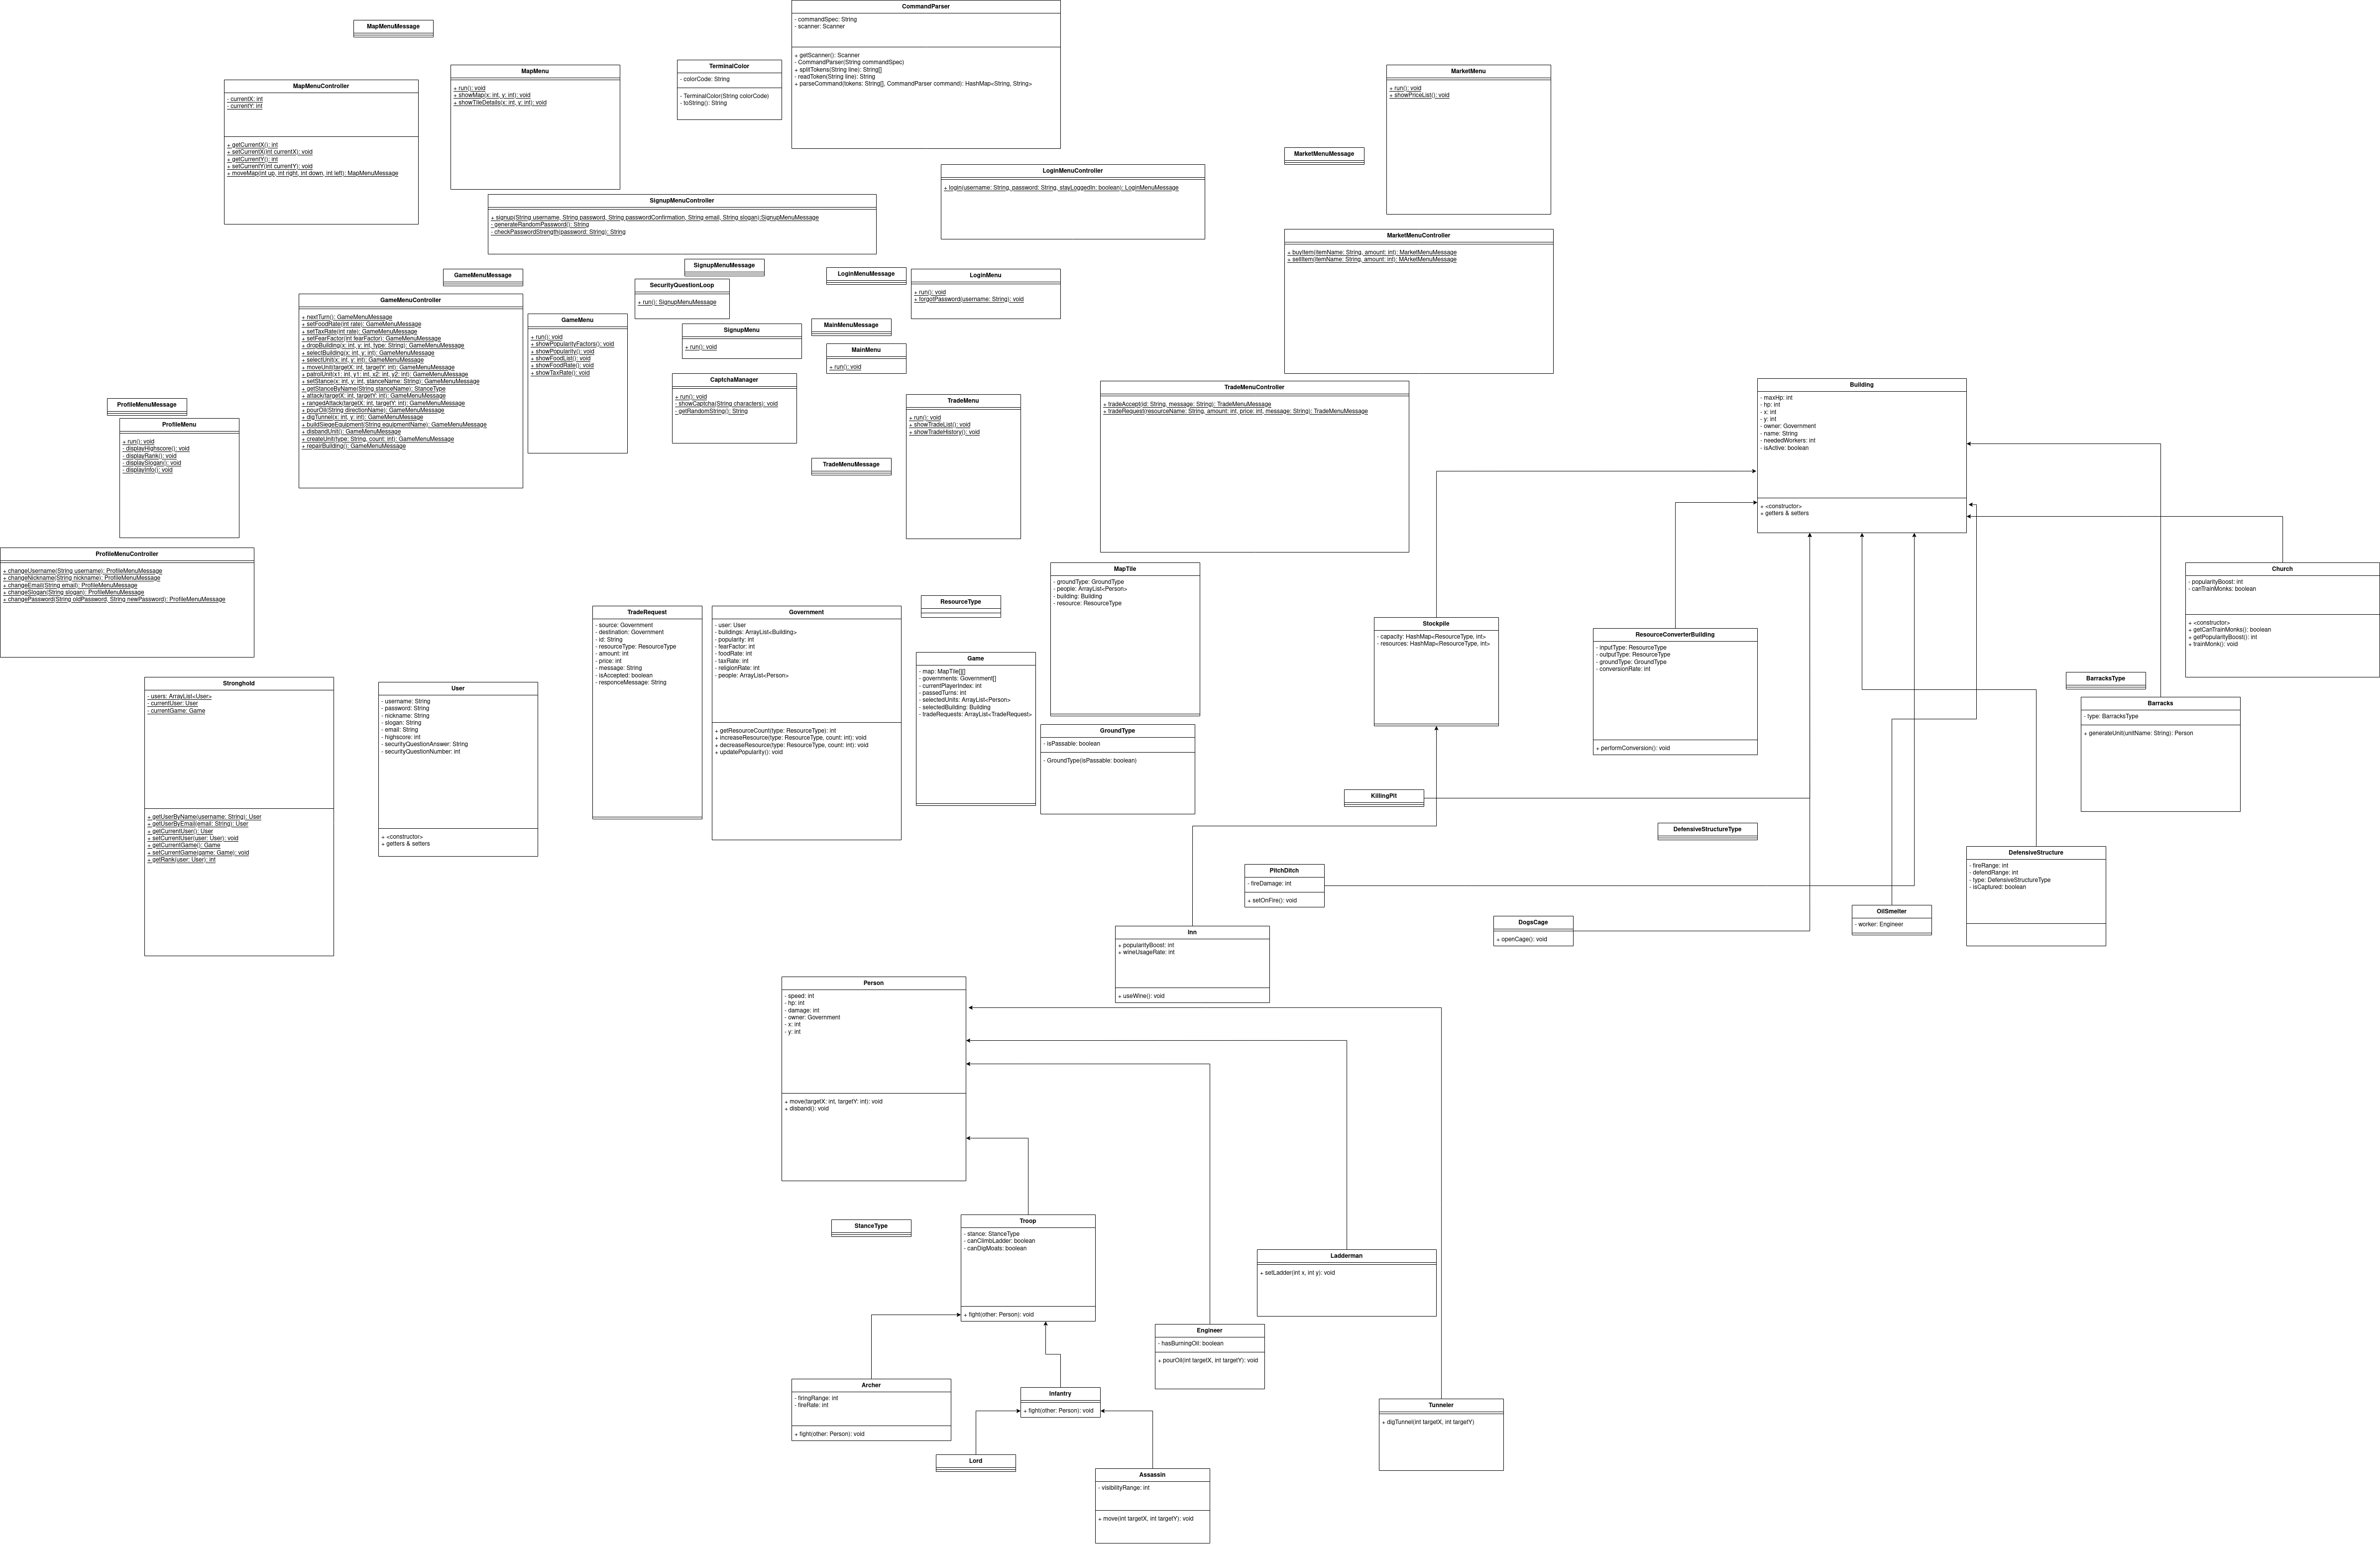 MapMenuMessage
CommandParser
- commandSpec: String
- scanner: Scanner
+ getScanner(): Scanner
- CommandParser(String commandSpec)
+ splitTokens(String line): String[]
- readToken(String line): String
+ parseCommand(tokens: String[], CommandParser command): HashMap<String, String>
TerminalColor
- colorCode: String
- TerminalColor(String colorCode)
- toString(): String
MapMenu
+ run(): void
+ showMap(x: int, y: int): void
+ showTileDetails(x: int, y: int): void
MapMenuController
- currentX: int
- currentY: int
+ getCurrentX(): int
+ setCurrentX(int currentX): void
+ getCurrentY(): int
+ setCurrentY(int currentY): void
+ moveMap(int up, int right, int down, int left): MapMenuMessage
MarketMenu
+ run(): void
+ showPriceList(): void
MarketMenuMessage
LoginMenuController
+ login(username: String, password: String, stayLoggedIn: boolean): LoginMenuMessage
SignupMenuController
+ signup(String username, String password, String passwordConfirmation, String email, String slogan):SignupMenuMessage
- generateRandomPassword(): String
- checkPasswordStrength(password: String): String
MarketMenuController
+ buyItem(itemName: String, amount: int): MarketMenuMessage
+ sellItem(itemName: String, amount: int): MArketMenuMessage
GameMenuMessage
SignupMenuMessage
LoginMenuMessage
LoginMenu
+ run(): void
+ forgotPassword(username: String): void
SecurityQuestionLoop
+ run(): SignupMenuMessage
GameMenuController
+ nextTurn(): GameMenuMessage
+ setFoodRate(int rate): GameMenuMessage
+ setTaxRate(int rate): GameMenuMessage
+ setFearFactor(int fearFactor): GameMenuMessage
+ dropBuilding(x: int, y: int, type: String): GameMenuMessage
+ selectBuilding(x: int, y: int): GameMenuMessage
+ selectUnit(x: int, y: int): GameMenuMessage
+ moveUnit(targetX: int, targetY: int): GameMenuMessage
+ patrolUnit(x1: int, y1: int, x2: int, y2: int): GameMenuMessage
+ setStance(x: int, y: int, stanceName: String): GameMenuMessage
+ getStanceByName(String stanceName): StanceType
+ attack(targetX: int, targetY: int): GameMenuMessage
+ rangedAttack(targetX: int, targetY: int): GameMenuMessage
+ pourOil(String directionName): GameMenuMessage
+ digTunnel(x: int, y: int): GameMenuMessage
+ buildSiegeEquipment(String equipmentName): GameMenuMessage
+ disbandUnit(): GameMenuMessage
+ createUnit(type: String, count: int): GameMenuMessage
+ repairBuilding(): GameMenuMessage
GameMenu
+ run(): void
+ showPopularityFactors(): void
+ showPopularity(): void
+ showFoodList(): void
+ showFoodRate(): void
+ showTaxRate(): void
SignupMenu
+ run(): void
MainMenuMessage
MainMenu
+ run(): void
CaptchaManager
+ run(): void
- showCaptcha(String characters): void
- getRandomString(): String
TradeMenu
+ run(): void
+ showTradeList(): void
+ showTradeHistory(): void
TradeMenuMessage
TradeMenuController
+ tradeAccept(id: String, message: String): TradeMenuMessage
+ tradeRequest(resourceName: String, amount: int, price: int, message: String): TradeMenuMessage
Building
- maxHp: int
- hp: int
- x: int
- y: int
- owner: Government
- name: String
- neededWorkers: int
- isActive: boolean
+ <constructor>
+ getters & setters
ProfileMenuMessage
ProfileMenu
+ run(): void
- displayHighscore(): void
- displayRank(): void
- displaySlogan(): void
- displayInfo(): void
ProfileMenuController
+ changeUsername(String username): ProfileMenuMessage
+ changeNickname(String nickname): ProfileMenuMessage
+ changeEmail(String email): ProfileMenuMessage
+ changeSlogan(String slogan): ProfileMenuMessage
+ changePassword(String oldPassword, String newPassword): ProfileMenuMessage
MapTile
- groundType: GroundType
- people: ArrayList<Person>
- building: Building
- resource: ResourceType
Church
- popularityBoost: int
- canTrainMonks: boolean
+ <constructor>
+ getCanTrainMonks(): boolean
+ getPopularityBoost(): int
+ trainMonk(): void
ResourceType
TradeRequest
- source: Government
- destination: Government
- id: String
- resourceType: ResourceType
- amount: int
- price: int
- message: String
- isAccepted: boolean
- responceMessage: String
Government
- user: User
- buildings: ArrayList<Building>
- popularity: int
- fearFactor: int
- foodRate: int
- taxRate: int
- religionRate: int
- people: ArrayList<Person>
+ getResourceCount(type: ResourceType): int
+ increaseResource(type: ResourceType, count: int): void
+ decreaseResource(type: ResourceType, count: int): void
+ updatePopularity(): void
Stockpile
- capacity: HashMap<ResourceType, int>
- resources: HashMap<ResourceType, int>
ResourceConverterBuilding
- inputType: ResourceType
- outputType: ResourceType
- groundType: GroundType
- conversionRate: int
+ performConversion(): void
Game
- map: MapTile[][]
- governments: Government[]
- currentPlayerIndex: int
- passedTurns: int
- selectedUnits: ArrayList<Person>
- selectedBuilding: Building
- tradeRequests: ArrayList<TradeRequest>
BarracksType
Stronghold
- users: ArrayList<User>
- currentUser: User
- currentGame: Game
+ getUserByName(username: String): User
+ getUserByEmail(email: String): User
+ getCurrentUser(): User
+ setCurrentUser(user: User): void
+ getCurrentGame(): Game
+ setCurrentGame(game: Game): void
+ getRank(user: User): int
User
- username: String
- password: String
- nickname: String
- slogan: String
- email: String
- highscore: int
- securityQuestionAnswer: String
- securityQuestionNumber: int
+ <constructor>
+ getters & setters
Barracks
- type: BarracksType
+ generateUnit(unitName: String): Person
GroundType
- isPassable: boolean
- GroundType(isPassable: boolean)
KillingPit
DefensiveStructureType
DefensiveStructure
- fireRange: int
- defendRange: int
- type: DefensiveStructureType
- isCaptured: boolean
PitchDitch
- fireDamage: int
+ setOnFire(): void
OilSmelter
- worker: Engineer
DogsCage
+ openCage(): void
Inn
+ popularityBoost: int
+ wineUsageRate: int
+ useWine(): void
Person
- speed: int
- hp: int
- damage: int
- owner: Government
- x: int
- y: int
+ move(targetX: int, targetY: int): void
+ disband(): void
StanceType
Troop
- stance: StanceType
- canClimbLadder: boolean
- canDigMoats: boolean
+ fight(other: Person): void
Ladderman
+ setLadder(int x, int y): void
Engineer
- hasBurningOil: boolean
+ pourOil(int targetX, int targetY): void
Archer
- firingRange: int
- fireRate: int
+ fight(other: Person): void
Infantry
+ fight(other: Person): void
Tunneler
+ digTunnel(int targetX, int targetY)
Lord
Assassin
- visibilityRange: int
+ move(int targetX, int targetY): void